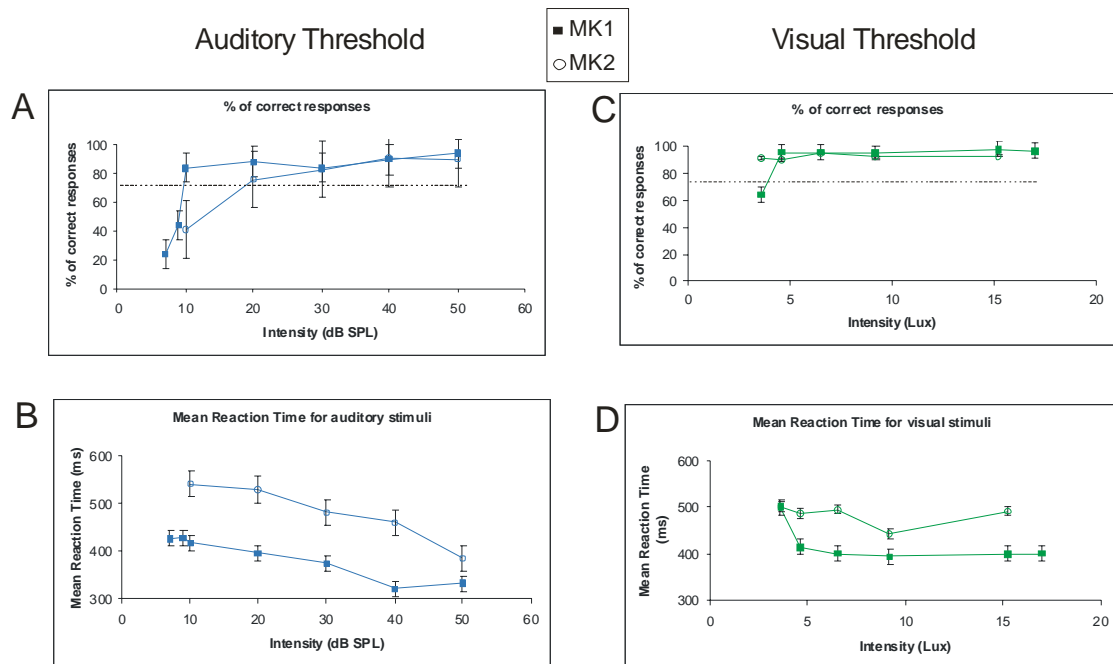 Auditory Threshold
MK1
MK2
Visual Threshold
A
% of correct responses
% of correct responses
100
80
60
40
20
0
0 10 20 30 40 50 60
Intensity (dB SPL)
C
% of correct responses
% of correct responses
100
80
60
40
20
0
0 5 10 15 20
Intensity (Lux)
B
Mean Reaction Time for auditory stimuli
Mean Reaction Time (ms)
600
500
400
300
0 10 20 30 40 50 60
Intensity (dB SPL)
D
Mean Reaction Time for visual stimuli
Mean Reaction Time
(ms)
600
500
400
300
0 5 10 15 20
Intensity (Lux)